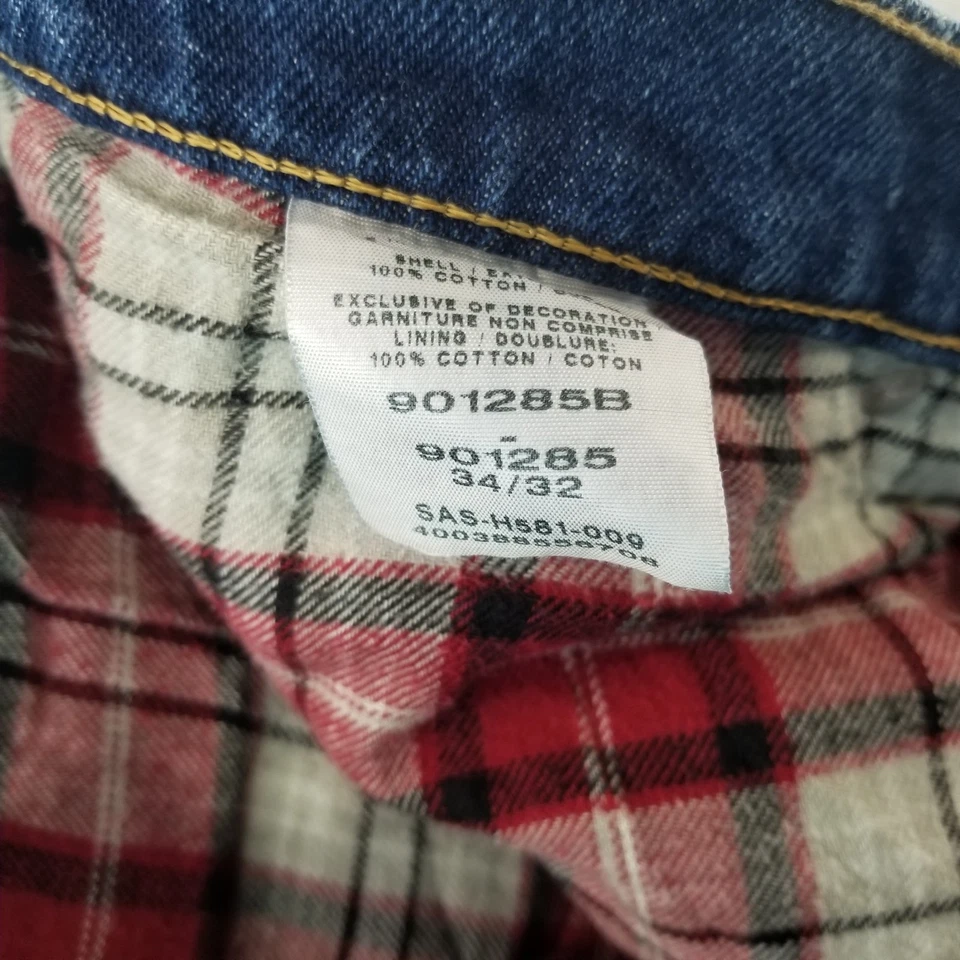 SHELL /
100% COTTON /
EXCLUSIVE OF DECORATION
GARNITURE NON COMPRISE
LINING / DOUBLURE:
100% COTTON / COTON
901285B
-
901285
34/32
SAS-H581-009